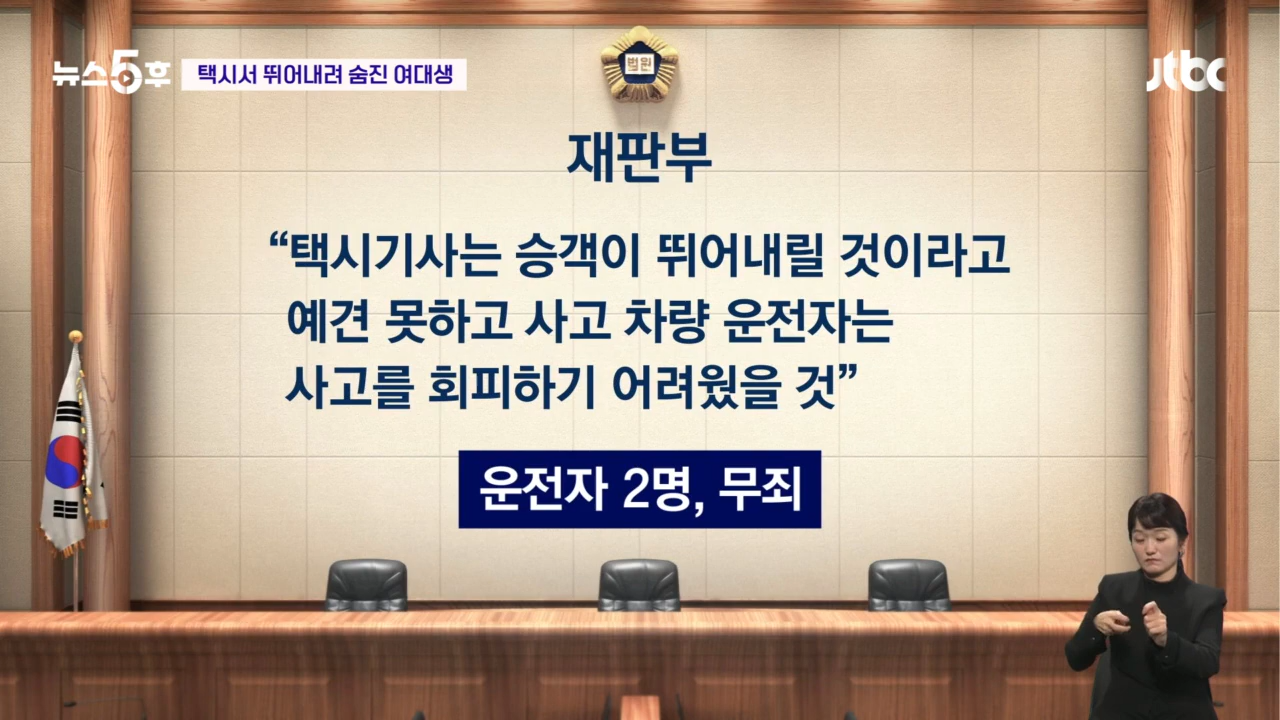 뉴스5후
택시서 뛰어내려 숨진 여대생
jtbc
법원
재판부
“택시기사는 승객이 뛰어내릴 것이라고
예견 못하고 사고 차량 운전자는
사고를 회피하기 어려웠을 것”
운전자 2명, 무죄